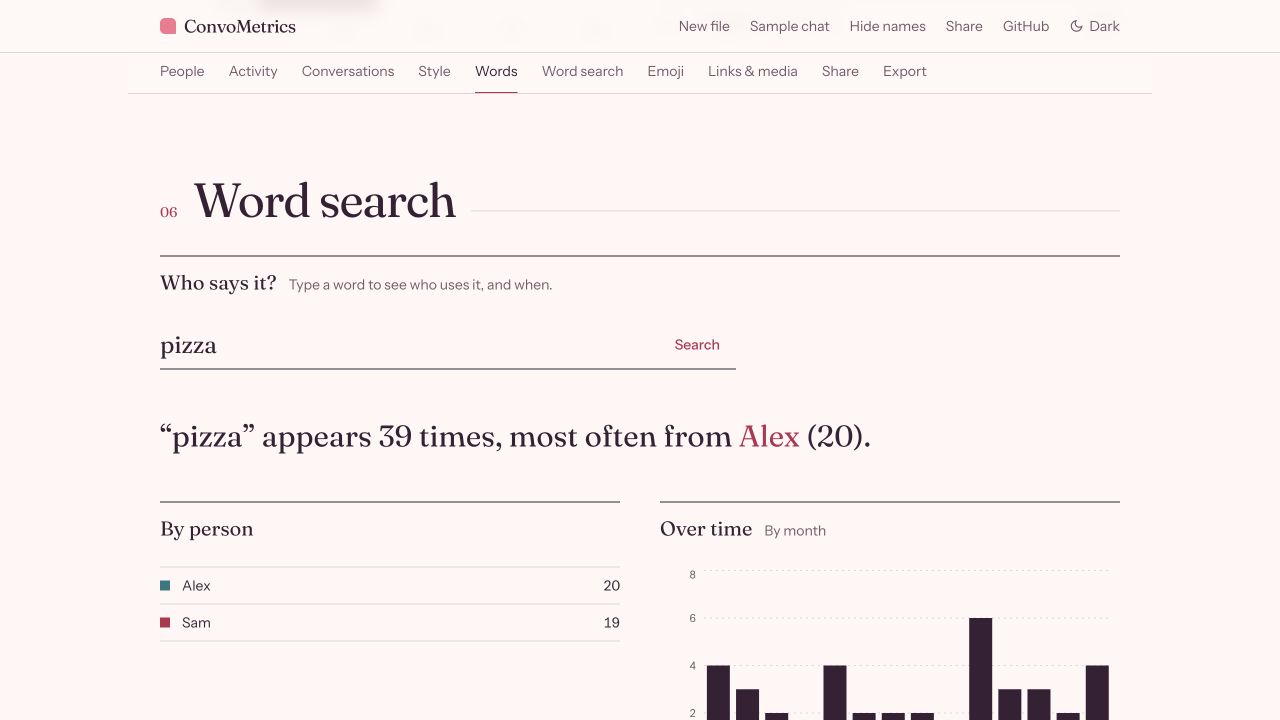 ConvoMetrics New file Sample chat Hide names Share GitHub Dark
People Activity Conversations Style Words Word search Emoji Links & media Share Export
06 Word search
Who says it? Type a word to see who uses it, and when.
pizza Search
“pizza” appears 39 times, most often from Alex (20).
By person
Alex 20
Sam 19
Over time By month
8
6
4
2